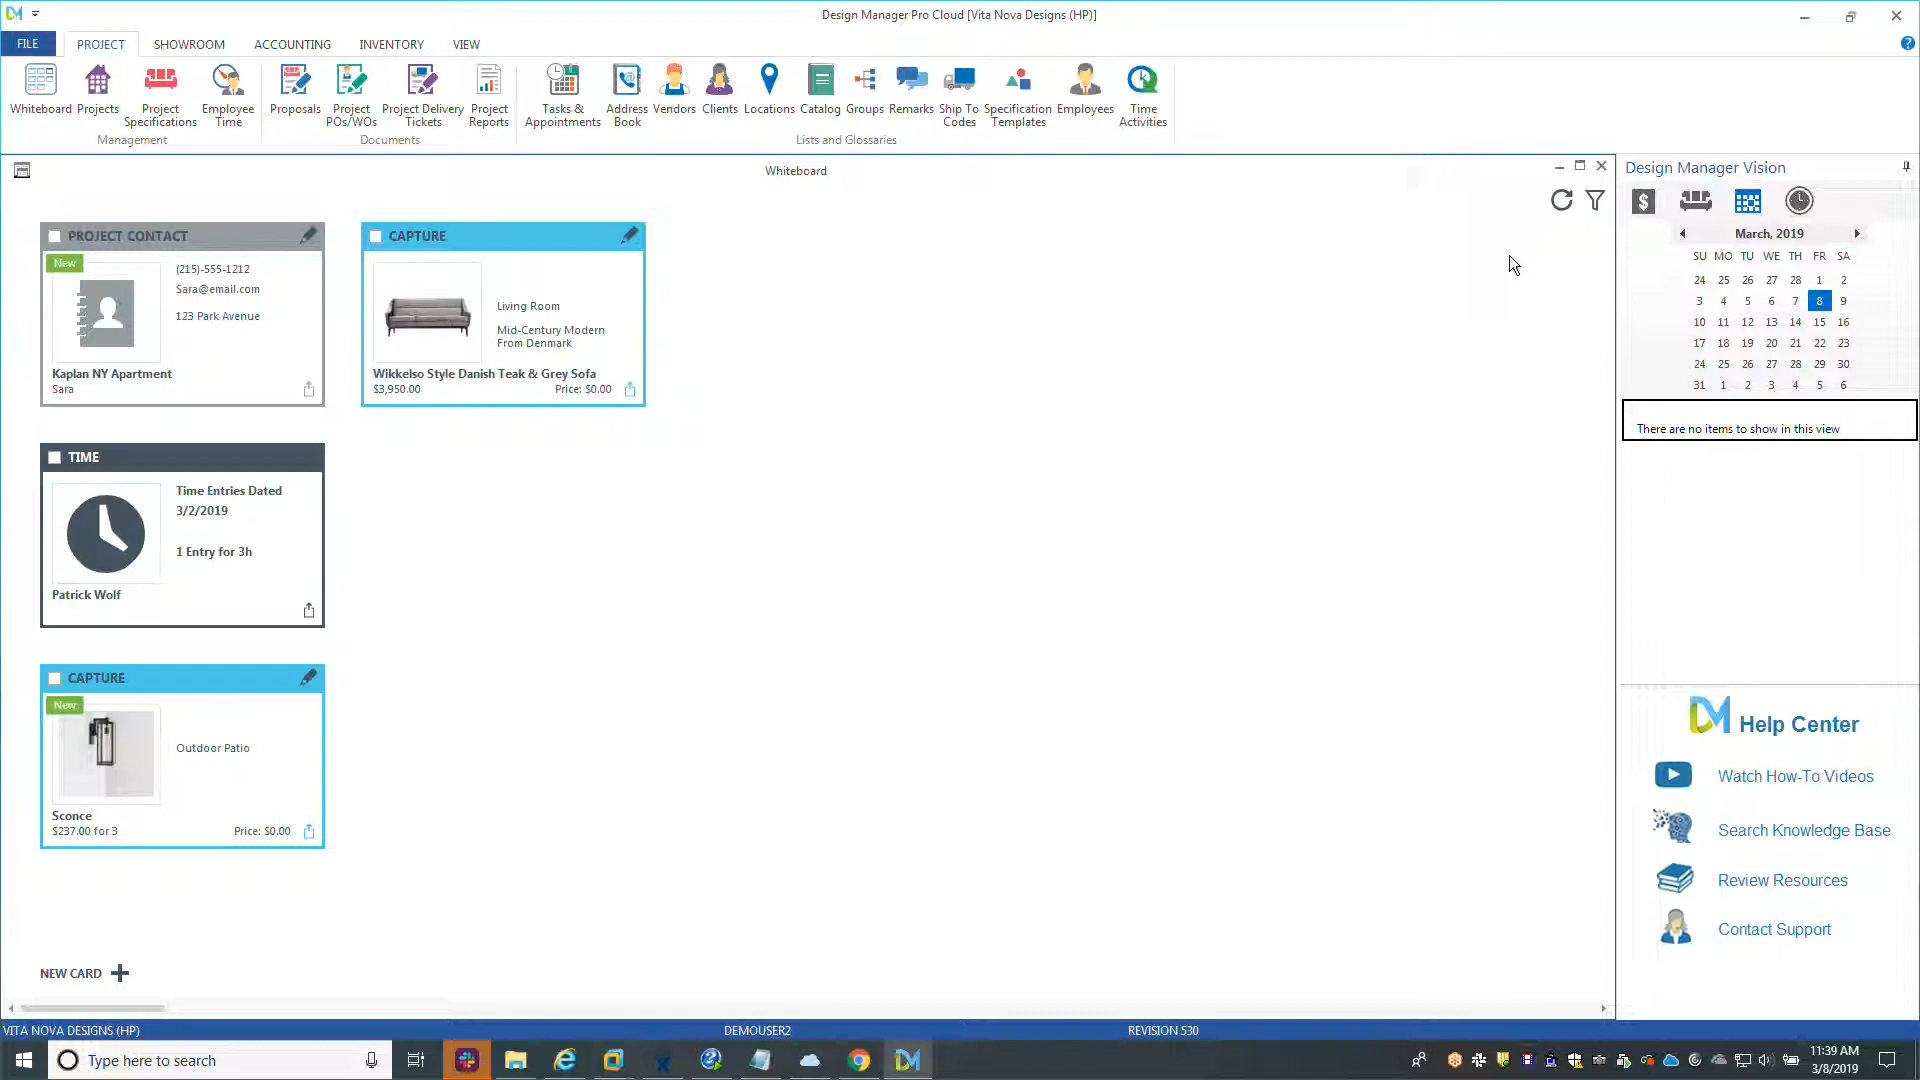 Design Manager Pro Cloud [Vita Nova Designs (HP)]
FILE
PROJECT
SHOWROOM
ACCOUNTING
INVENTORY
VIEW
Whiteboard
Projects
Project Specifications
Employee Time
Management
Proposals
Project POs/WOs
Project Delivery Tickets
Project Reports
Documents
Tasks & Appointments
Address Book
Vendors
Clients
Locations
Catalog
Groups
Remarks
Ship To Codes
Specification Templates
Employees
Time Activities
Lists and Glossaries
Whiteboard
PROJECT CONTACT
New
(215)-555-1212
Sara@email.com
123 Park Avenue
Kaplan NY Apartment
Sara
CAPTURE
Living Room
Mid-Century Modern
From Denmark
Wikkelso Style Danish Teak & Grey Sofa
$3,950.00 Price: $0.00
TIME
Time Entries Dated
3/2/2019
1 Entry for 3h
Patrick Wolf
CAPTURE
New
Outdoor Patio
Sconce
$237.00 for 3 Price: $0.00
NEW CARD
Design Manager Vision
March, 2019
SU MO TU WE TH FR SA
24 25 26 27 28 1 2
3 4 5 6 7 8 9
10 11 12 13 14 15 16
17 18 19 20 21 22 23
24 25 26 27 28 29 30
31 1 2 3 4 5 6
There are no items to show in this view
DM Help Center
Watch How-To Videos
Search Knowledge Base
Review Resources
Contact Support
VITA NOVA DESIGNS (HP)
DEMOUSER2
REVISION 530
Type here to search
11:39 AM
3/8/2019